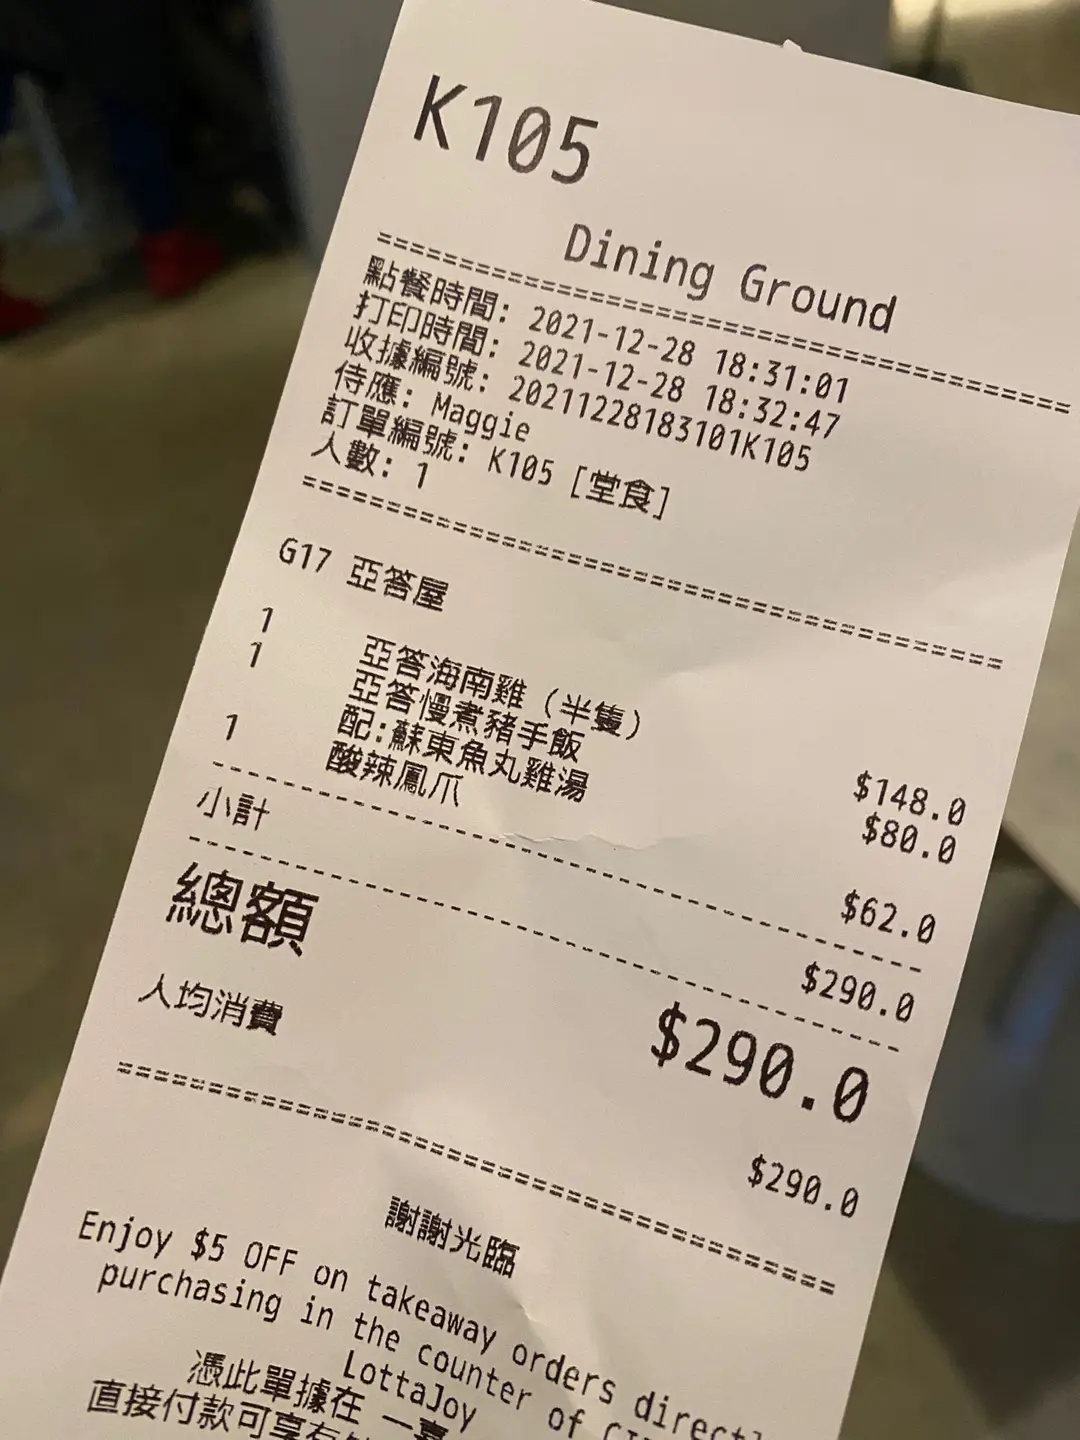 K105
Dining Ground
點餐時間: 2021-12-28 18:31:01
打印時間: 2021-12-28 18:32:47
收據編號: 20211228183101K105
侍應: Maggie
訂單編號: K105 [堂食]
人數: 1
G17 亞答屋
1 亞答海南雞 (半隻) $148.0
1 亞答慢煮豬手飯 $80.0
配:蘇東魚丸雞湯
1 酸辣鳳爪 $62.0
小計 $290.0
總額 $290.0
人均消費 $290.0
謝謝光臨
Enjoy $5 OFF on takeaway orders
purchasing in the counter of
LottaJoy
憑此單據在 一
直接付款可享有